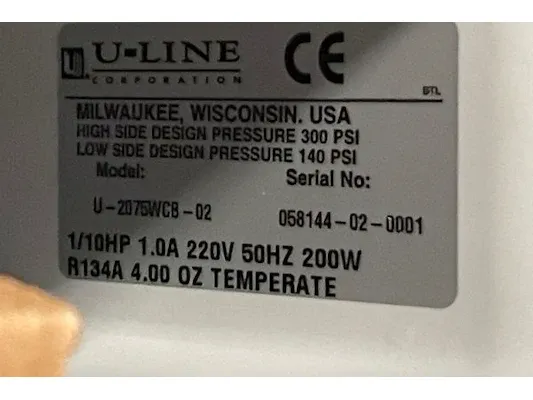 U U-LINE CE
CORPORATION
ETL
MILWAUKEE, WISCONSIN. USA
HIGH SIDE DESIGN PRESSURE 300 PSI
LOW SIDE DESIGN PRESSURE 140 PSI
Model: Serial No:
U-2075WCB-02 058144-02-0001
1/10HP 1.0A 220V 50HZ 200W
R134A 4.00 OZ TEMPERATE